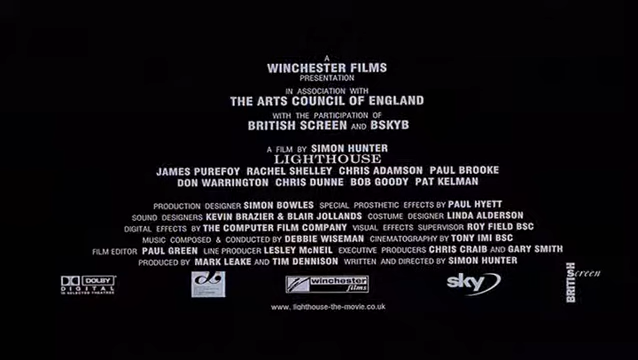 A
WINCHESTER FILMS
PRESENTATION
IN ASSOCIATION WITH
THE ARTS COUNCIL OF ENGLAND
WITH THE PARTICIPATION OF
BRITISH SCREEN AND BSKYB
A FILM BY SIMON HUNTER
LIGHTHOUSE
JAMES PUREFOY RACHEL SHELLEY CHRIS ADAMSON PAUL BROOKE
DON WARRINGTON CHRIS DUNNE BOB GOODY PAT KELMAN
PRODUCTION DESIGNER SIMON BOWLES SPECIAL PROSTHETIC EFFECTS BY PAUL HYETT
SOUND DESIGNERS KEVIN BRAZIER & BLAIR JOLLANDS COSTUME DESIGNER LINDA ALDERSON
DIGITAL EFFECTS BY THE COMPUTER FILM COMPANY VISUAL EFFECTS SUPERVISOR ROY FIELD BSC
MUSIC COMPOSED & CONDUCTED BY DEBBIE WISEMAN CINEMATOGRAPHY BY TONY IMI BSC
FILM EDITOR PAUL GREEN LINE PRODUCER LESLEY McNEIL EXECUTIVE PRODUCERS CHRIS CRAIB AND GARY SMITH
PRODUCED BY MARK LEAKE AND TIM DENNISON WRITTEN AND DIRECTED BY SIMON HUNTER
DOLBY
DIGITAL
IN SELECTED THEATRES
winchester
films
sky
BRITISH Screen
www.lighthouse-the-movie.co.uk